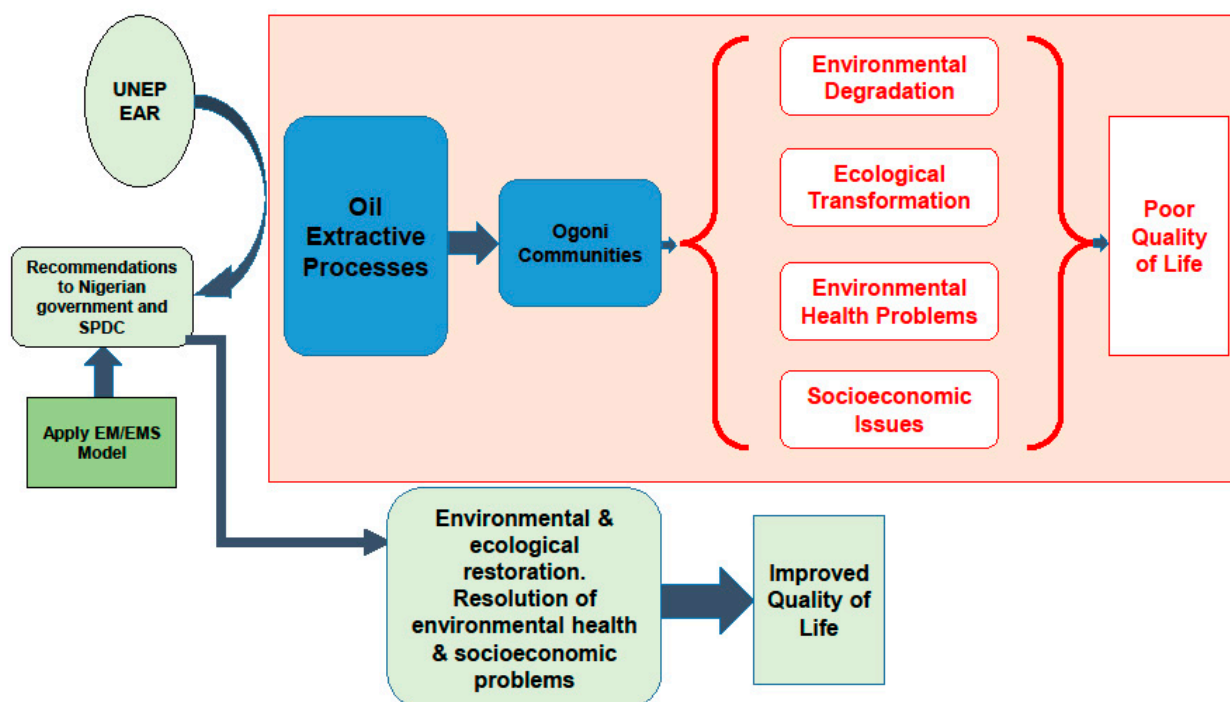 UNEP
EAR
Recommendations
to Nigerian
government and
SPDC
Apply EM/EMS
Model
Oil
Extractive
Processes
Ogoni
Communities
Environmental
Degradation
Ecological
Transformation
Environmental
Health Problems
Socioeconomic
Issues
Poor
Quality
of Life
Environmental &
ecological
restoration.
Resolution of
environmental health
& socioeconomic
problems
Improved
Quality of
Life